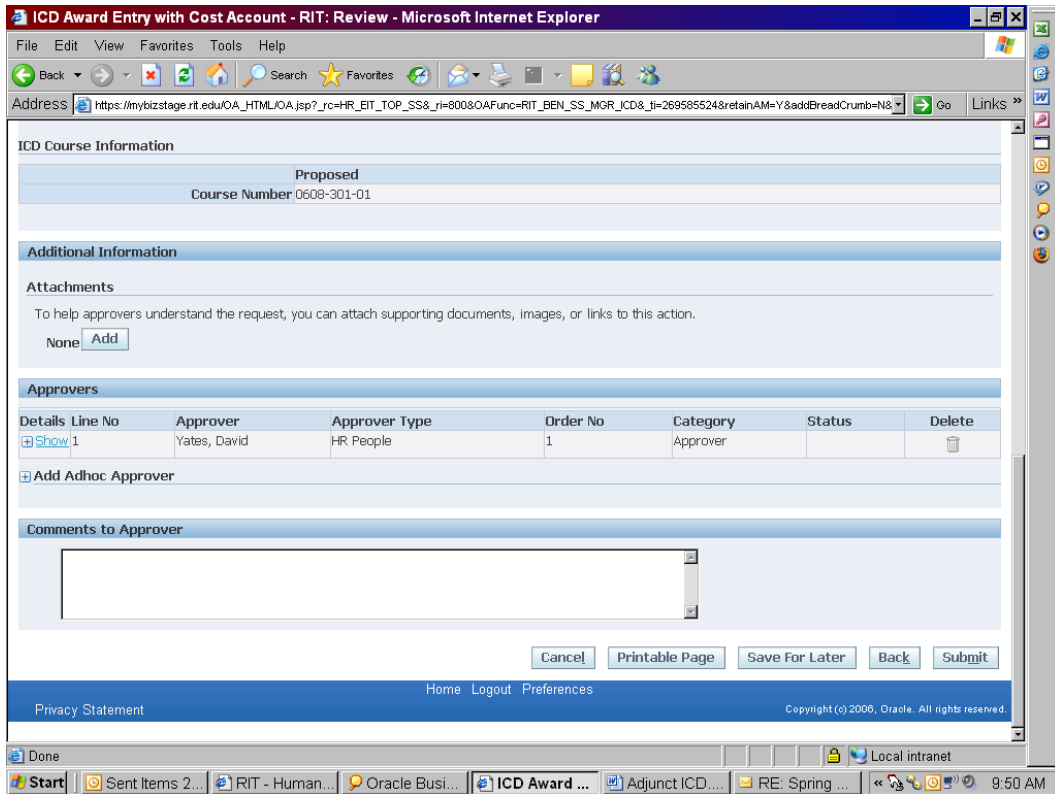 ICD Award Entry with Cost Account - RIT: Review - Microsoft Internet Explorer
File Edit View Favorites Tools Help
Back Search Favorites
Address https://mybizstage.rit.edu/OA_HTML/OA.jsp?_rc=HR_EIT_TOP_SS&_ri=800&OAFunc=RIT_BEN_SS_MGR_ICD&_ti=269585524&retainAM=Y&addBreadCrumb=N& Go Links »
ICD Course Information
Proposed
Course Number 0608-301-01
Additional Information
Attachments
To help approvers understand the request, you can attach supporting documents, images, or links to this action.
None Add
Approvers
Details Line No Approver Approver Type Order No Category Status Delete
Show 1 Yates, David HR People 1 Approver
Add Adhoc Approver
Comments to Approver
Cancel Printable Page Save For Later Back Submit
Home Logout Preferences
Privacy Statement Copyright (c) 2006, Oracle. All rights reserved.
Done Local intranet
Start Sent Items 2... RIT - Human... Oracle Busi... ICD Award ... Adjunct ICD.... RE: Spring ... « 9:50 AM